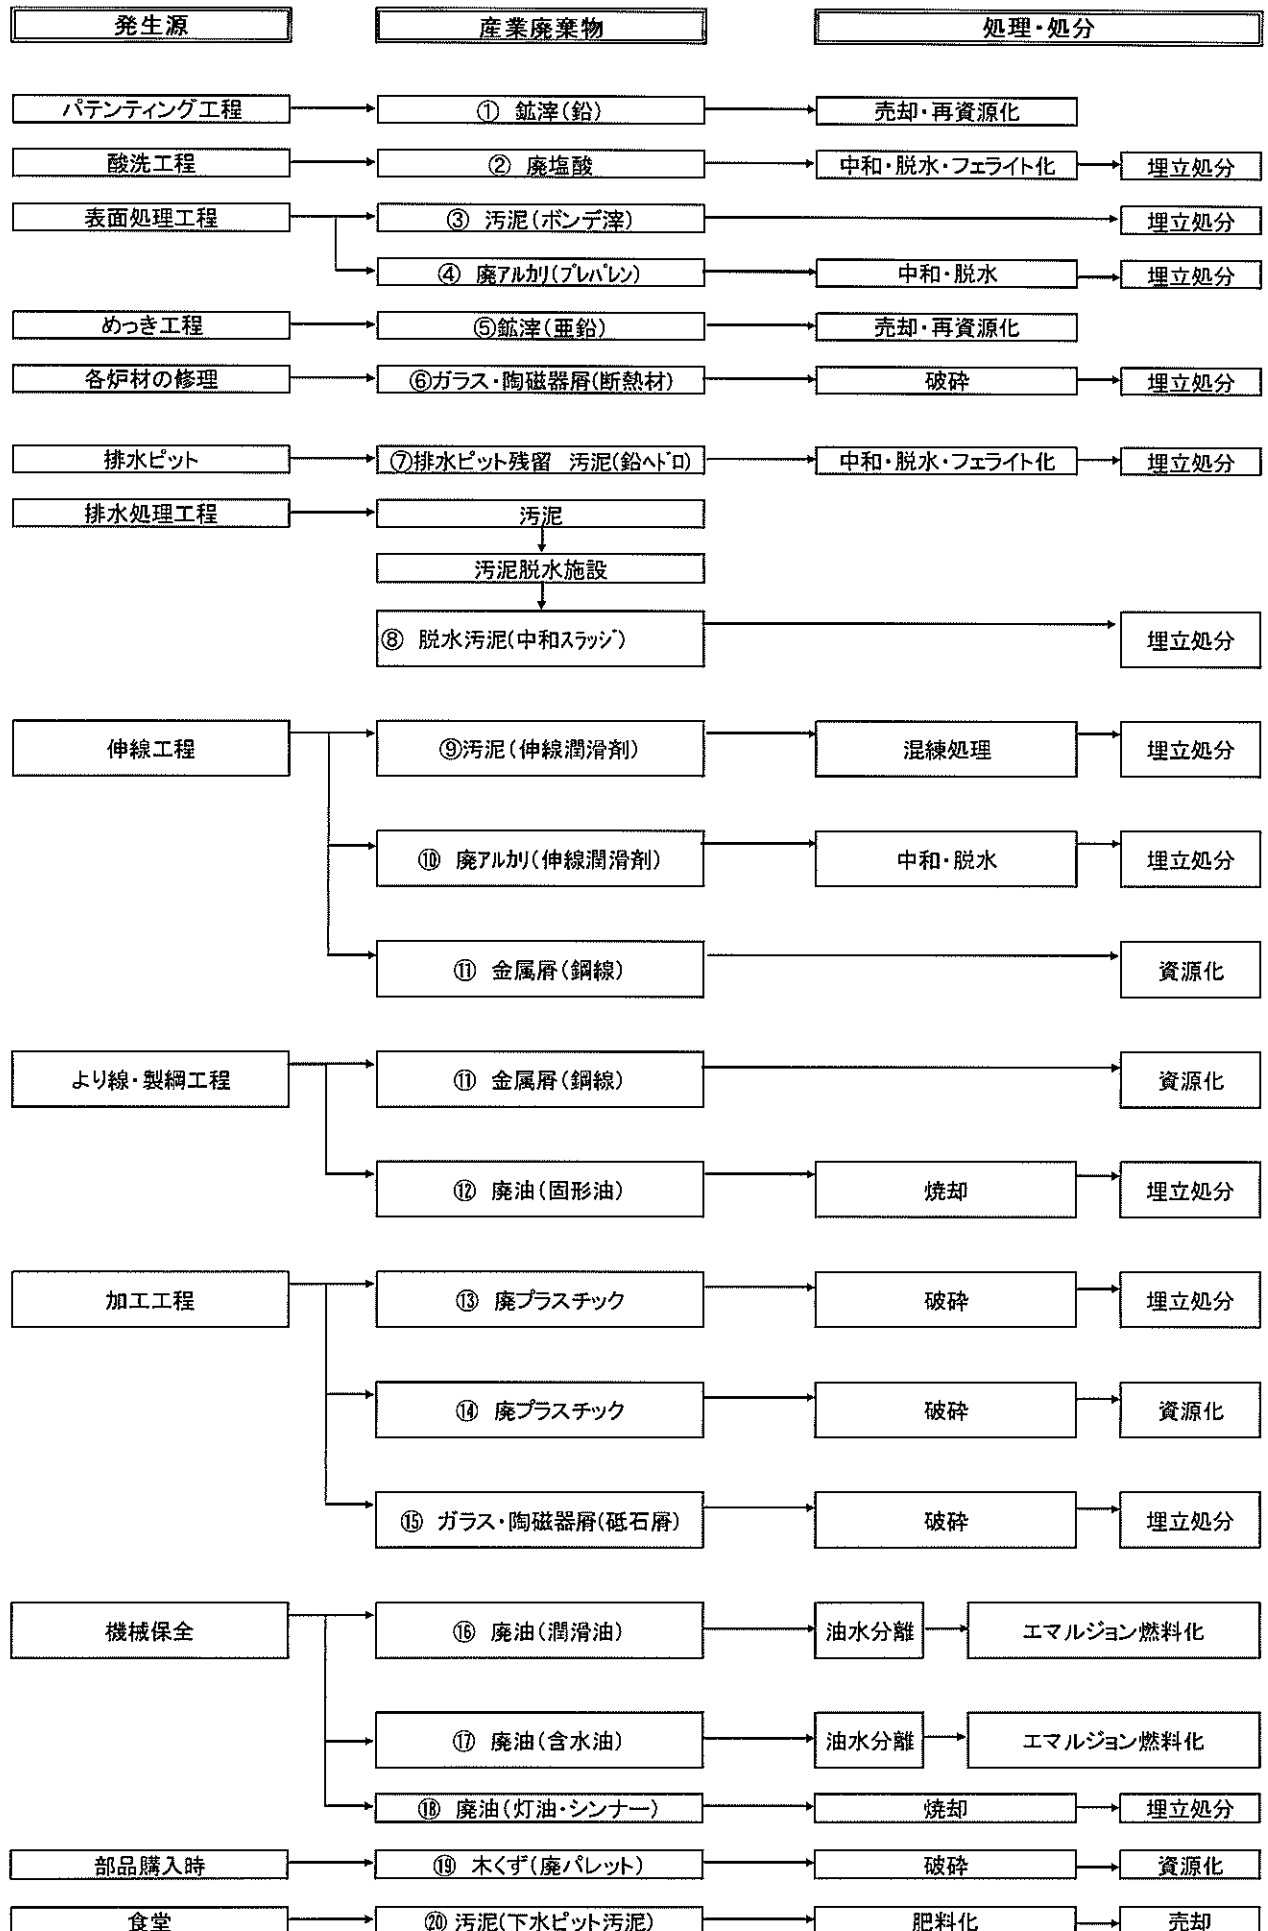 発生源 産業廃棄物 処理・処分
パテンティング工程 ① 鉱滓(鉛) 売却・再資源化
酸洗工程 ② 廃塩酸 中和・脱水・フェライト化 埋立処分
表面処理工程 ③ 汚泥(ボンデ滓) 埋立処分
④ 廃アルカリ(プレパレン) 中和・脱水 埋立処分
めっき工程 ⑤鉱滓(亜鉛) 売却・再資源化
各炉材の修理 ⑥ガラス・陶磁器屑(断熱材) 破砕 埋立処分
排水ピット ⑦排水ピット残留 汚泥(鉛ヘドロ) 中和・脱水・フェライト化 埋立処分
排水処理工程 汚泥
汚泥脱水施設
⑧ 脱水汚泥(中和スラッジ) 埋立処分
伸線工程 ⑨汚泥(伸線潤滑剤) 混練処理 埋立処分
⑩ 廃アルカリ(伸線潤滑剤) 中和・脱水 埋立処分
⑪ 金属屑(鋼線) 資源化
より線・製綱工程 ⑪ 金属屑(鋼線) 資源化
⑫ 廃油(固形油) 焼却 埋立処分
加工工程 ⑬ 廃プラスチック 破砕 埋立処分
⑭ 廃プラスチック 破砕 資源化
⑮ ガラス・陶磁器屑(砥石屑) 破砕 埋立処分
機械保全 ⑯ 廃油(潤滑油) 油水分離 エマルジョン燃料化
⑰ 廃油(含水油) 油水分離 エマルジョン燃料化
⑱ 廃油(灯油・シンナー) 焼却 埋立処分
部品購入時 ⑲ 木くず(廃パレット) 破砕 資源化
食堂 ⑳ 汚泥(下水ピット汚泥) 肥料化 売却